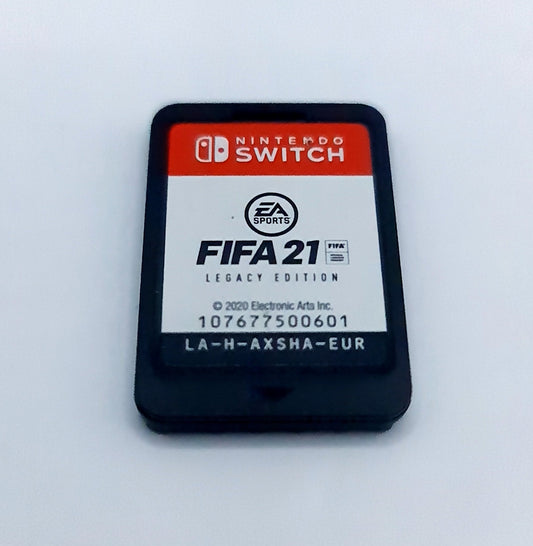 NINTENDO
SWITCH
EA
SPORTS
FIFA 21 FIFA
LEGACY EDITION
© 2020 Electronic Arts Inc.
107677500601
LA-H-AXSHA-EUR